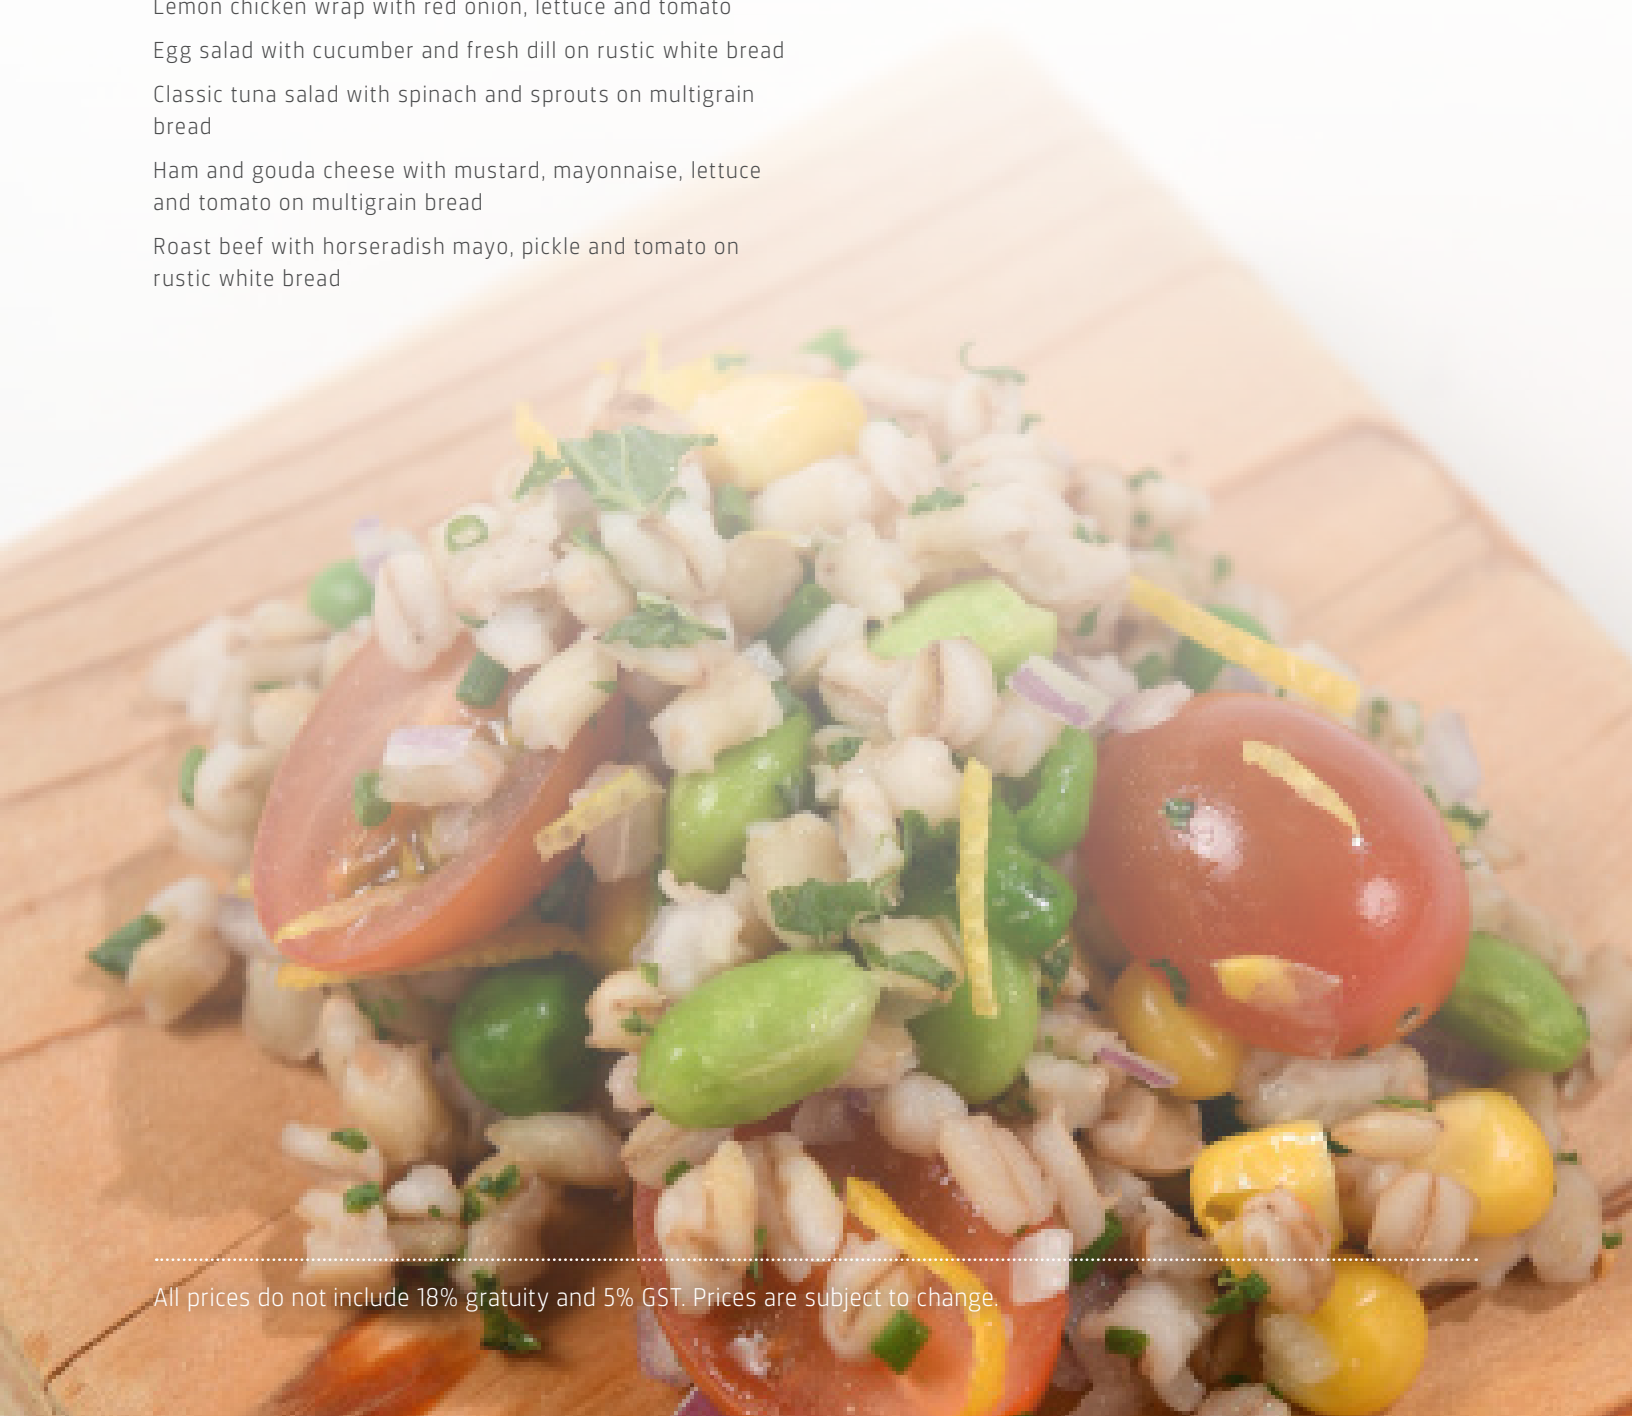 Lemon chicken wrap with red onion, lettuce and tomato
Egg salad with cucumber and fresh dill on rustic white bread
Classic tuna salad with spinach and sprouts on multigrain
bread
Ham and gouda cheese with mustard, mayonnaise, lettuce
and tomato on multigrain bread
Roast beef with horseradish mayo, pickle and tomato on
rustic white bread
All prices do not include 18% gratuity and 5% GST. Prices are subject to change.